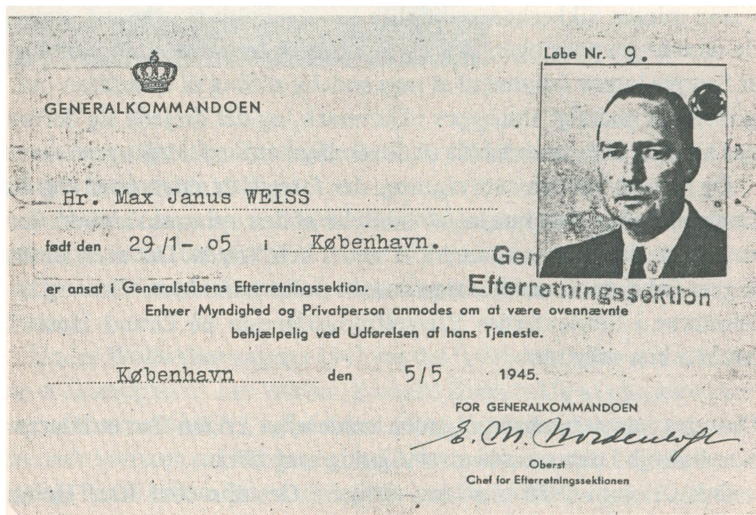 Løbe Nr. 9.
GENERALKOMMANDOEN
Hr. Max Janus WEISS
født den 29/1- 05 i København.
Gen
Efterretningssektion
er ansat i Generalstabens Efterretningssektion.
Enhver Myndighed og Privatperson anmodes om at være ovennævnte
behjælpelig ved Udførelsen af hans Tjeneste.
København den 5/5 1945.
FOR GENERALKOMMANDOEN
E. M. Nordentoft
Oberst
Chef for Efterretningssektionen